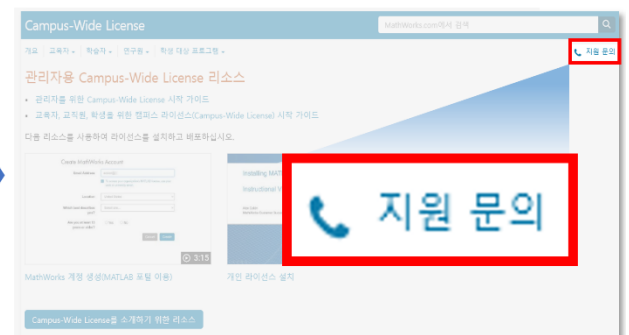 Campus-Wide License
MathWorks.com에서 검색
개요 교육자 학습자 연구원 학생 대상 프로그램
지원 문의
관리자용 Campus-Wide License 리소스
• 관리자를 위한 Campus-Wide License 시작 가이드
• 교육자, 교직원, 학생을 위한 캠퍼스 라이선스(Campus-Wide License) 시작 가이드
다음 리소스를 사용하여 라이선스를 설치하고 배포하십시오.
Create MathWorks Account
Installing MAT
Instructional V
지원 문의
3:15
MathWorks 계정 생성(MATLAB 포털 이용)
개인 라이선스 설치
Campus-Wide License를 소개하기 위한 리소스